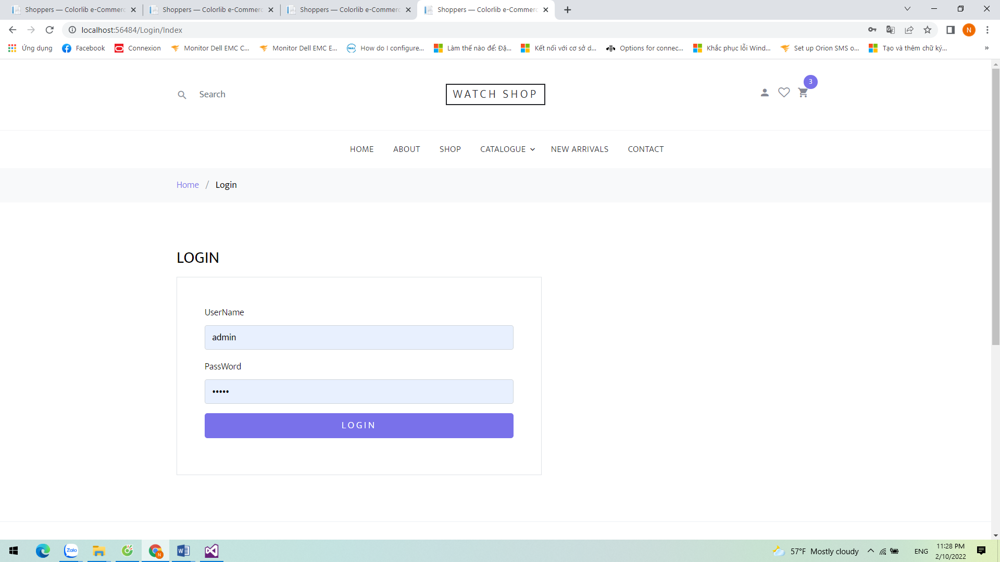 Shoppers — Colorlib e-Commerc
Shoppers — Colorlib e-Commerc
Shoppers — Colorlib e-Commerc
Shoppers — Colorlib e-Commerc
localhost:56484/Login/Index
N
Ứng dụng
Facebook
Connexion
Monitor Dell EMC C...
Monitor Dell EMC E...
How do I configure...
Làm thế nào để: Đặ...
Kết nối với cơ sở d...
Options for connec...
Khắc phục lỗi Wind...
Set up Orion SMS o...
Tạo và thêm chữ ký...
»
Search
WATCH SHOP
3
HOME
ABOUT
SHOP
CATALOGUE
NEW ARRIVALS
CONTACT
Home / Login
LOGIN
UserName
admin
PassWord
•••••
LOGIN
Zalo
N
57°F Mostly cloudy
ENG
11:28 PM
2/10/2022